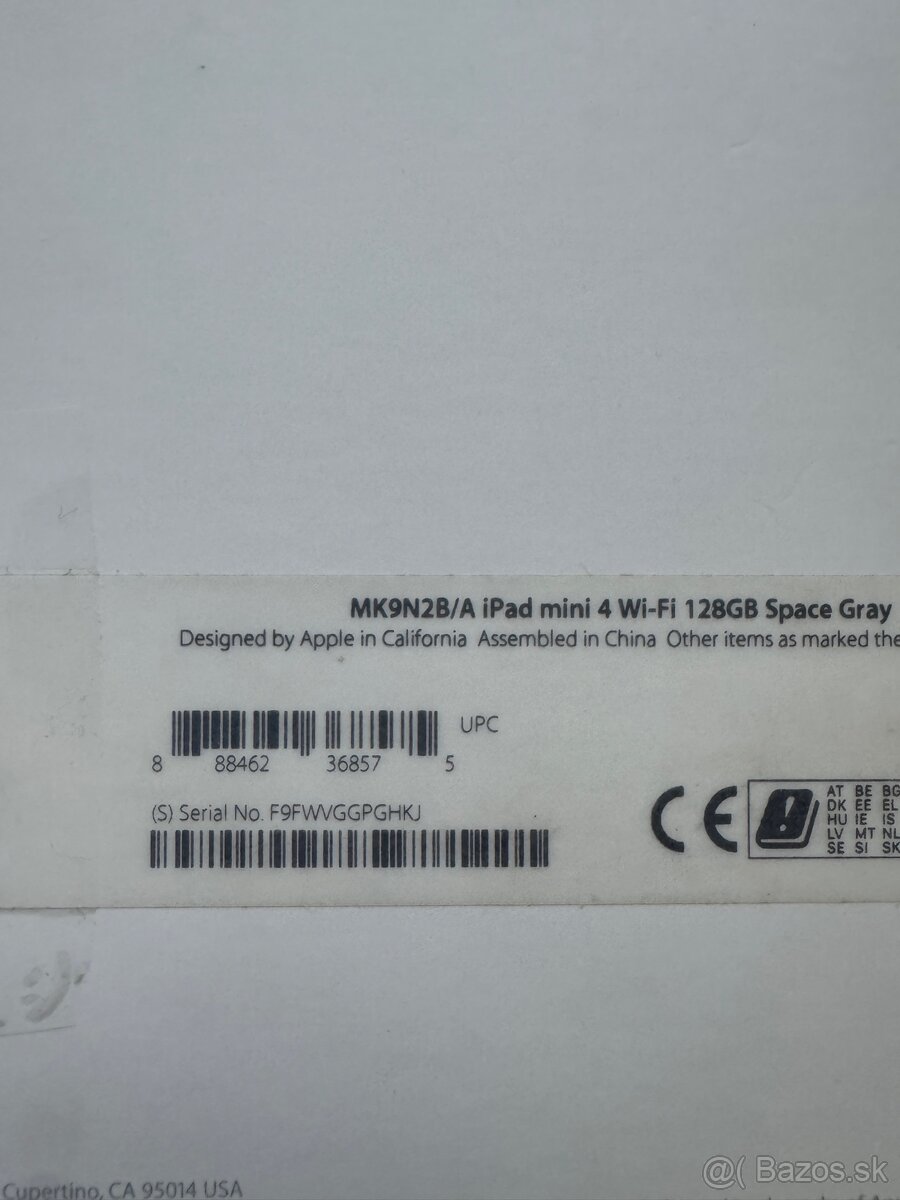 MK9N2B/A iPad mini 4 Wi-Fi 128GB Space Gray
Designed by Apple in California Assembled in China Other items as marked
UPC
8 88462 36857 5
(S) Serial No. F9FWVGGPGHKJ
CE
AT BE BG
DK EE EL
HU IE IS
LV MT NL
SE SI SK
Cupertino, CA 95014 USA
@( Bazos.sk